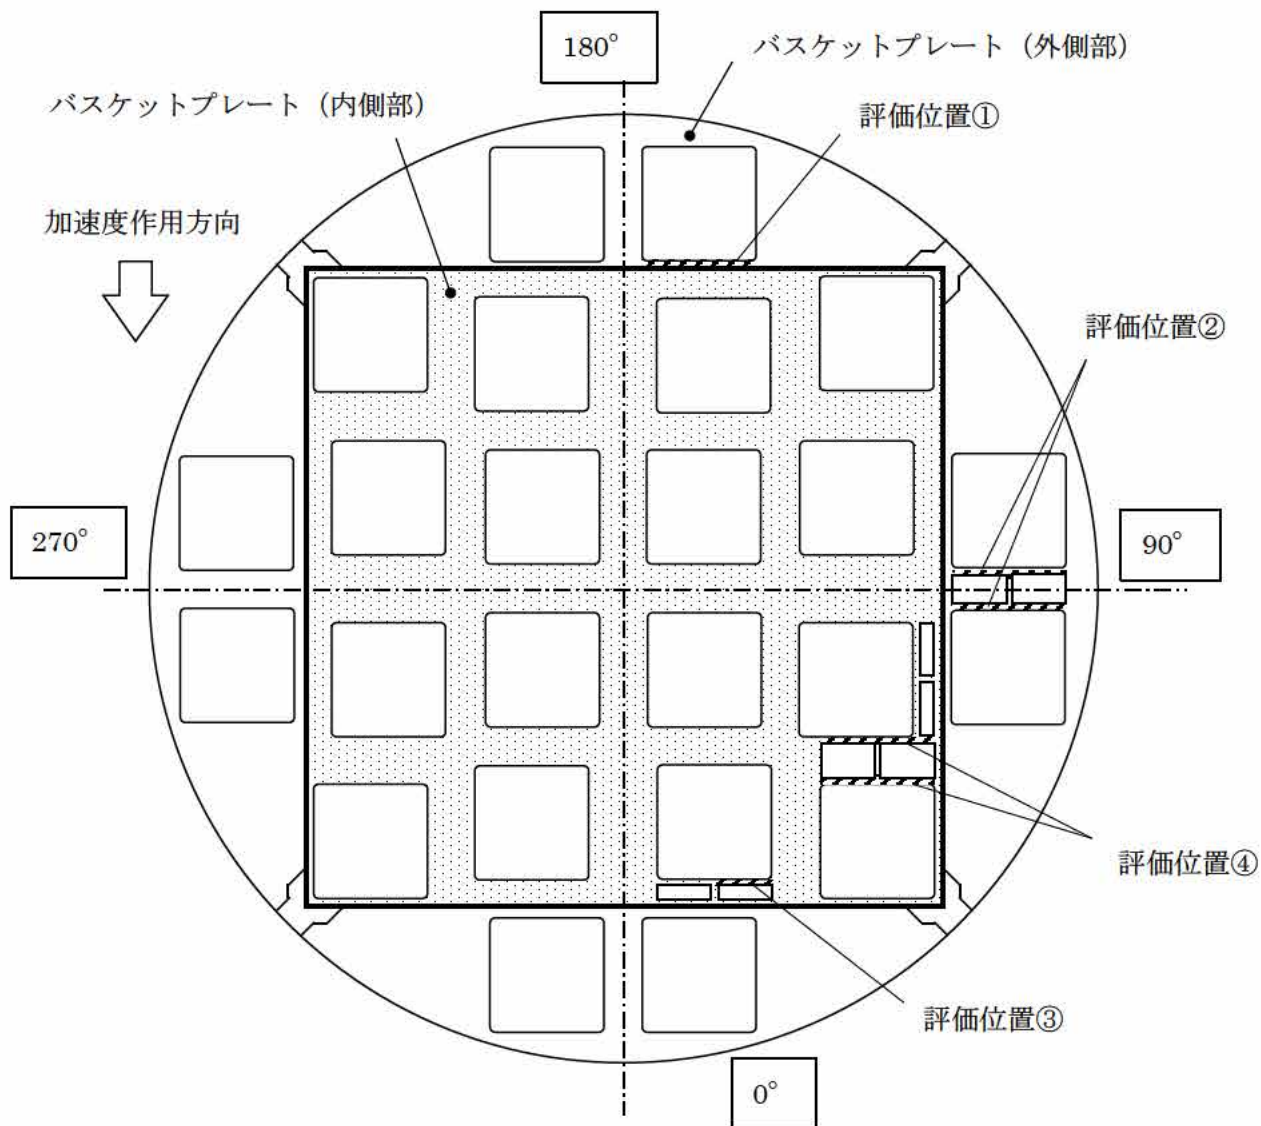 180°
バスケットプレート（外側部）
バスケットプレート（内側部）
評価位置①
加速度作用方向
評価位置②
270°
90°
評価位置④
評価位置③
0°